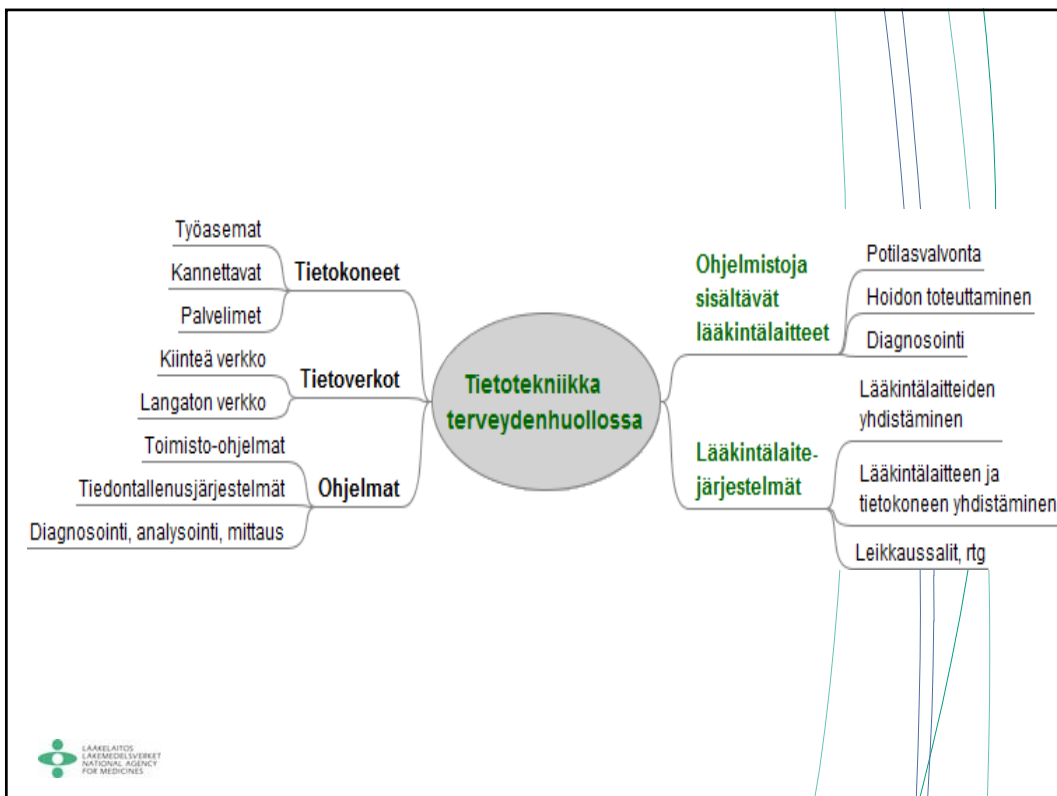 Työasemat
Kannettavat
Palvelimet
Tietokoneet
Kiinteä verkko
Langaton verkko
Tietoverkot
Toimisto-ohjelmat
Tiedontallenusjärjestelmät
Diagnosointi, analysointi, mittaus
Ohjelmat
Tietotekniikka
terveydenhuollossa
Ohjelmistoja
sisältävät
lääkintälaitteet
Potilasvalvonta
Hoidon toteuttaminen
Diagnosointi
Lääkintälaite-
järjestelmät
Lääkintälaitteiden
yhdistäminen
Lääkintälaitteen ja
tietokoneen yhdistäminen
Leikkaussalit, rtg
LÄÄKELAITOS
LÄKEMEDELSVERKET
NATIONAL AGENCY
FOR MEDICINES